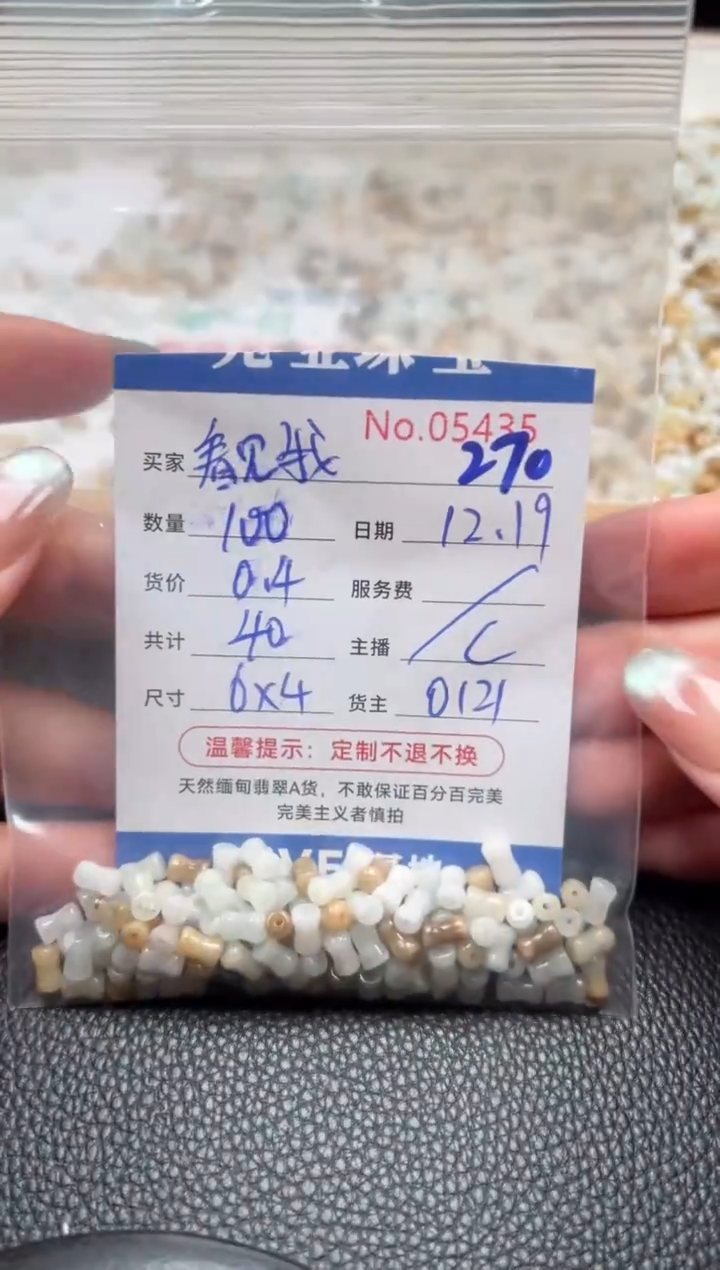 No.05435
买家 看见我 270
数量 100 日期 12.19
货价 0.4 服务费 /
共计 40 主播 C
尺寸 6x4 货主 0121
温馨提示：定制不退不换
天然缅甸翡翠A货，不敢保证百分百完美
完美主义者慎拍